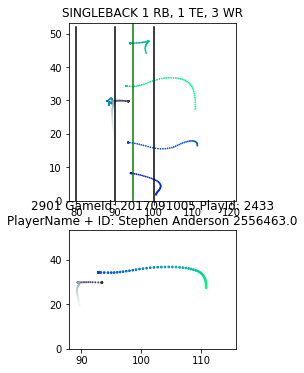 SINGLEBACK 1 RB, 1 TE, 3 WR
50
40
30
20
10
0
80 90 100 110 120
2901 GameId: 2017091005 PlayId: 2433
PlayerName + ID: Stephen Anderson 2556463.0
40
20
0
90 100 110